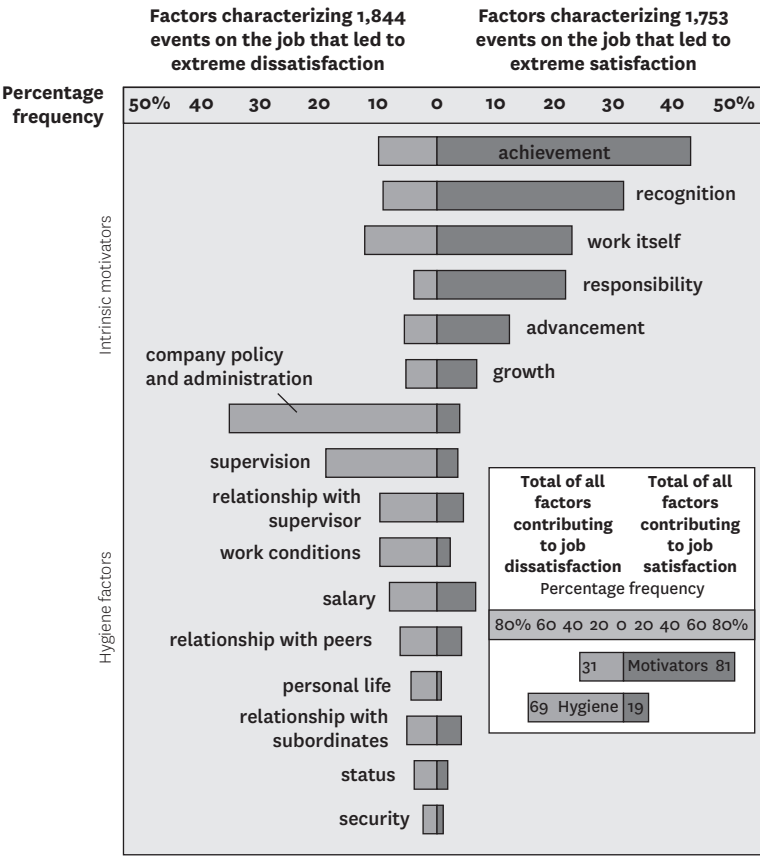 Factors characterizing 1,844
events on the job that led to
extreme dissatisfaction
Factors characterizing 1,753
events on the job that led to
extreme satisfaction
Percentage
frequency
50% 40 30 20 10 0 10 20 30 40 50%
Intrinsic motivators
achievement
recognition
work itself
responsibility
advancement
growth
Hygiene factors
company policy
and administration
supervision
relationship with
supervisor
work conditions
salary
relationship with peers
personal life
relationship with
subordinates
status
security
Total of all
factors
contributing
to job
dissatisfaction
Total of all
factors
contributing
to job
satisfaction
Percentage frequency
80% 60 40 20 0 20 40 60 80%
31 Motivators 81
69 Hygiene 19